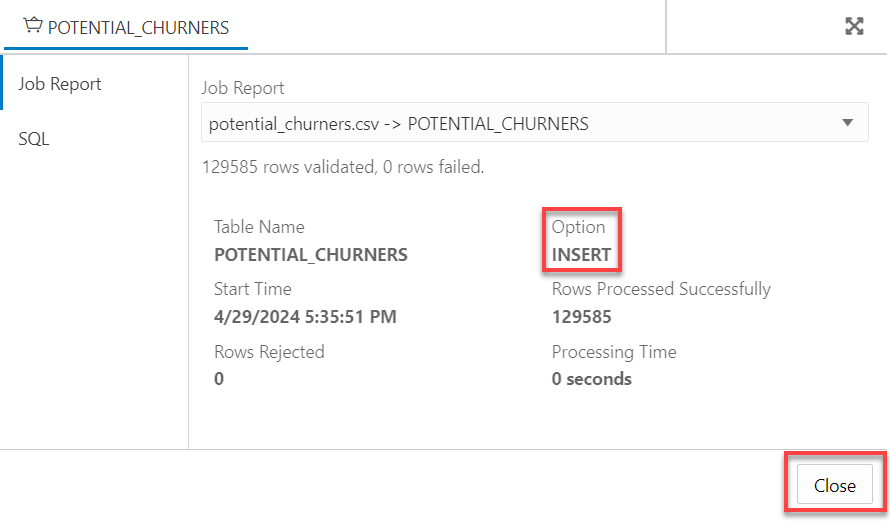 POTENTIAL_CHURNERS
Job Report
SQL
Job Report
potential_churners.csv -> POTENTIAL_CHURNERS
129585 rows validated, 0 rows failed.
Table Name
POTENTIAL_CHURNERS
Option
INSERT
Start Time
4/29/2024 5:35:51 PM
Rows Processed Successfully
129585
Rows Rejected
0
Processing Time
0 seconds
Close